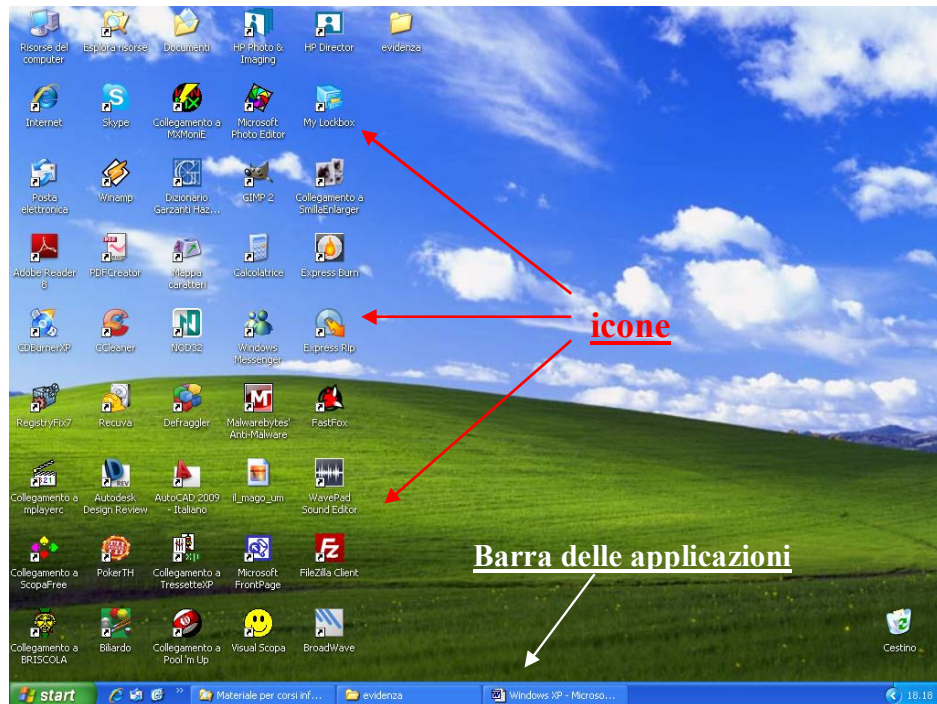 Risorse del
computer
Esplora risorse
Documenti
HP Photo &
Imaging
HP Director
evidenza
Internet
Skype
Collegamento a
MXMoniE
Microsoft
Photo Editor
My Lockbox
Posta
elettronica
Winamp
Dizionario
Garzanti Haz...
GIMP 2
Collegamento a
SmillaEnlarger
Adobe Reader
8
PDFCreator
Mappa
caratteri
Calcolatrice
Express Burn
icone
CDBurnerXP
CCleaner
NOD32
Windows
Messenger
Express Rip
RegistryFix7
Recuva
Defraggler
Malwarebytes'
Anti-Malware
FastFox
Collegamento a
mplayerc
Autodesk
Design Review
AutoCAD 2009
- Italiano
il_mago_um
WavePad
Sound Editor
Barra delle applicazioni
Collegamento a
ScopaFree
PokerTH
Collegamento a
TressetteXP
Microsoft
FrontPage
FileZilla Client
Collegamento a
BRISCOLA
Biliardo
Collegamento a
Pool 'm Up
Visual Scopa
BroadWave
Cestino
start
Materiale per corsi inf...
evidenza
Windows XP - Microso...
18.18